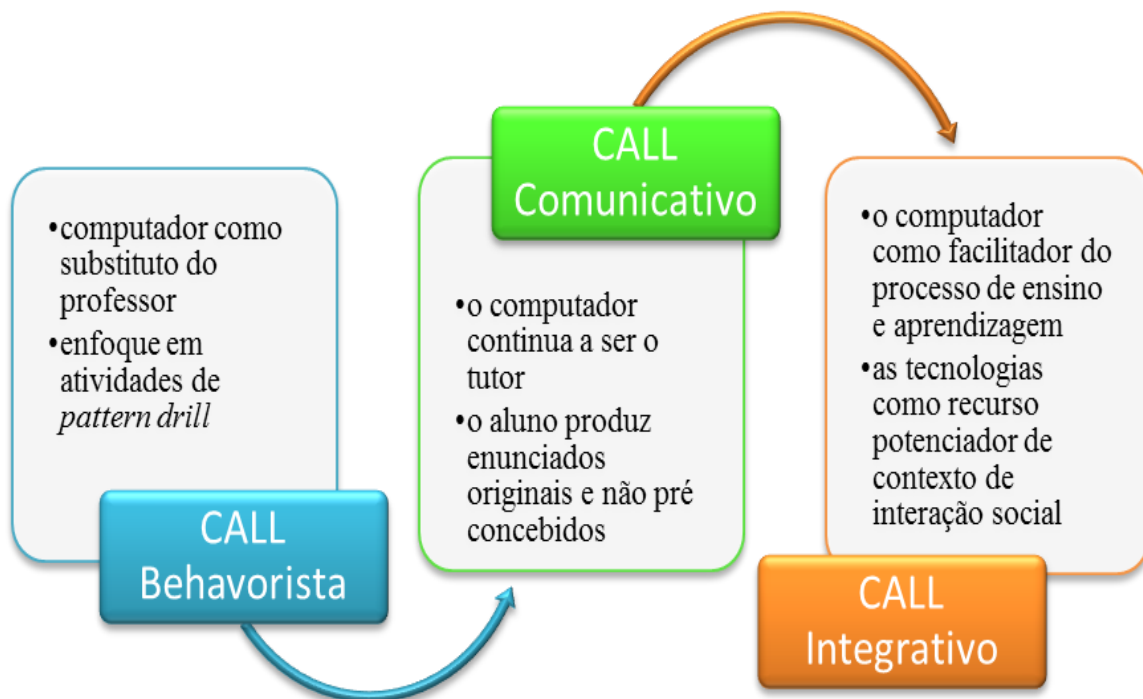 •computador como
substituto do
professor
•enfoque em
atividades de
pattern drill
CALL
Behavorista
CALL
Comunicativo
•o computador
continua a ser o
tutor
•o aluno produz
enunciados
originais e não pré
concebidos
•o computador
como facilitador do
processo de ensino
e aprendizagem
•as tecnologias
como recurso
potenciador de
contexto de
interação social
CALL
Integrativo